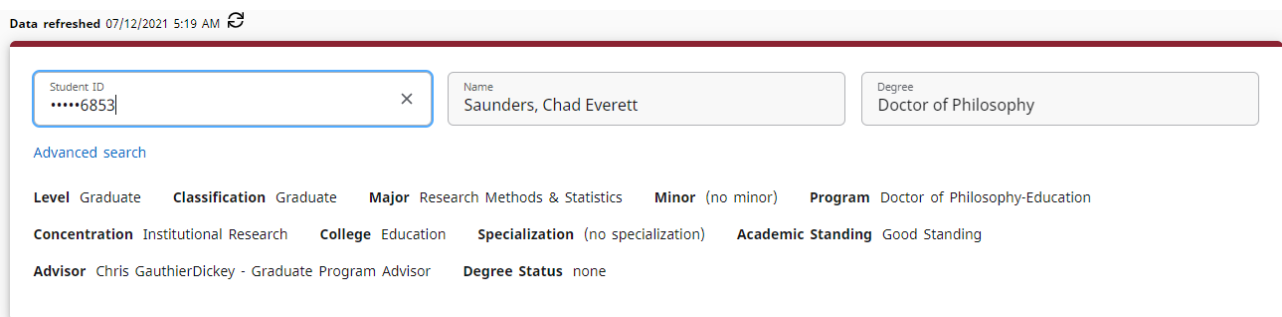 Data refreshed 07/12/2021 5:19 AM
Student ID
•••••6853
Name
Saunders, Chad Everett
Degree
Doctor of Philosophy
Advanced search
Level Graduate Classification Graduate Major Research Methods & Statistics Minor (no minor) Program Doctor of Philosophy-Education
Concentration Institutional Research College Education Specialization (no specialization) Academic Standing Good Standing
Advisor Chris GauthierDickey - Graduate Program Advisor Degree Status none